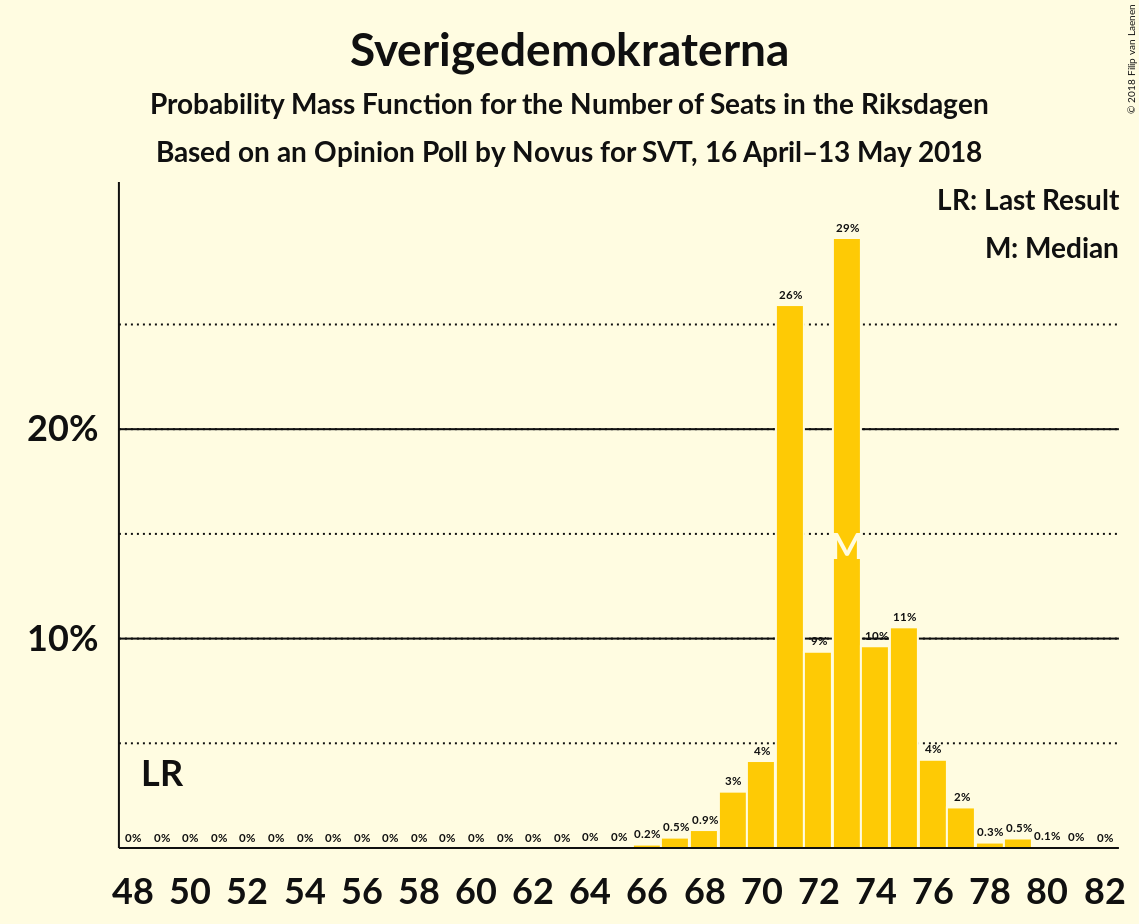 Sverigedemokraterna
Probability Mass Function for the Number of Seats in the Riksdagen
Based on an Opinion Poll by Novus for SVT, 16 April–13 May 2018
© 2018 Filip van Laenen
LR: Last Result
M: Median
29%
26%
20%
M
11%
10%
9%
10%
4%
4%
3%
2%
LR
0% 0% 0% 0% 0% 0% 0% 0% 0% 0% 0% 0% 0% 0% 0% 0% 0% 0% 0.2% 0.5% 0.9% 0.3% 0.5% 0.1% 0% 0%
48 50 52 54 56 58 60 62 64 66 68 70 72 74 76 78 80 82